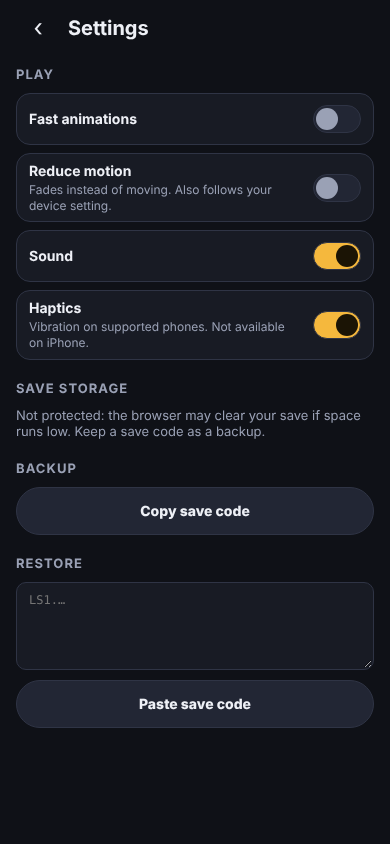 Settings
PLAY
Fast animations
Reduce motion
Fades instead of moving. Also follows your
device setting.
Sound
Haptics
Vibration on supported phones. Not available
on iPhone.
SAVE STORAGE
Not protected: the browser may clear your save if space
runs low. Keep a save code as a backup.
BACKUP
Copy save code
RESTORE
LS1.…
Paste save code